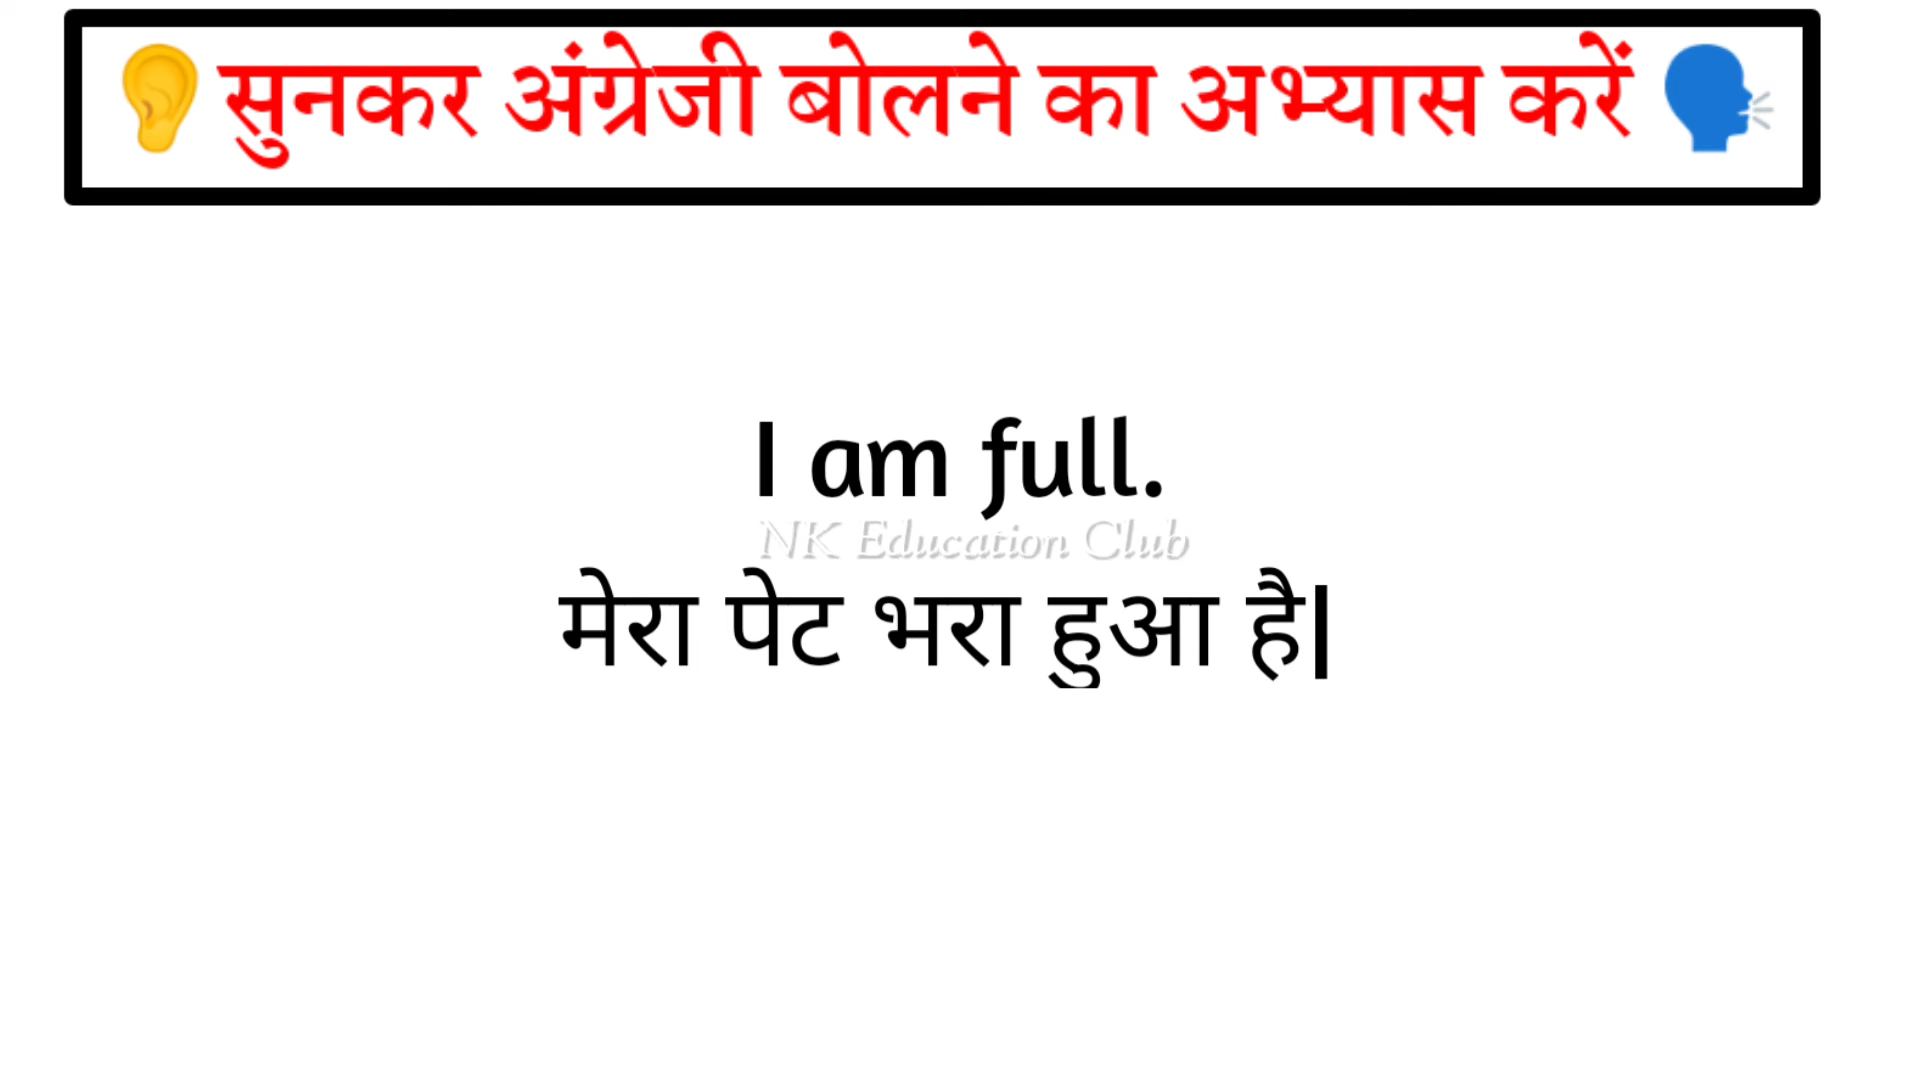 👂सुनकर अंग्रेजी बोलने का अभ्यास करें 🗣
I am full.
NK Education Club
मेरा पेट भरा हुआ है|